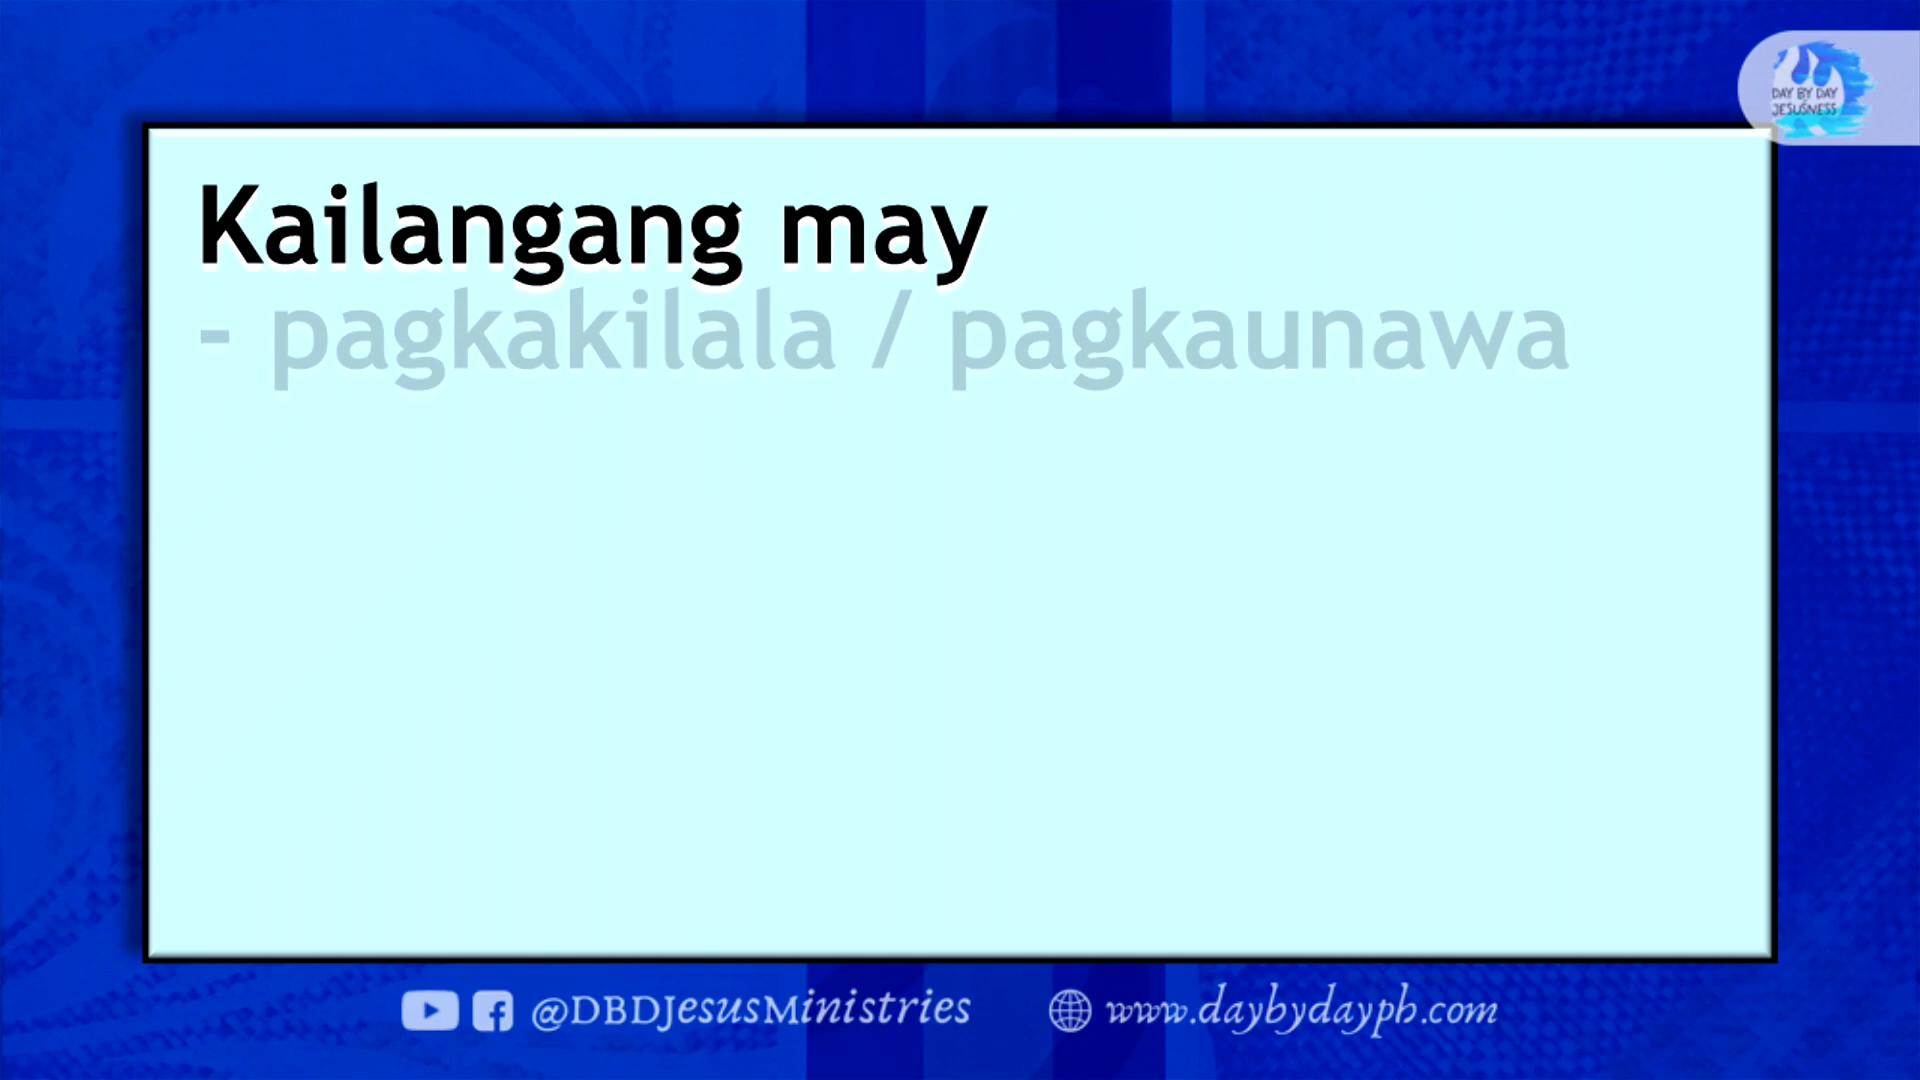 DAY BY DAY
JESUSNESS
Kailangang may
- pagkakilala / pagkaunawa
@DBDJesusMinistries
www.daybydayph.com